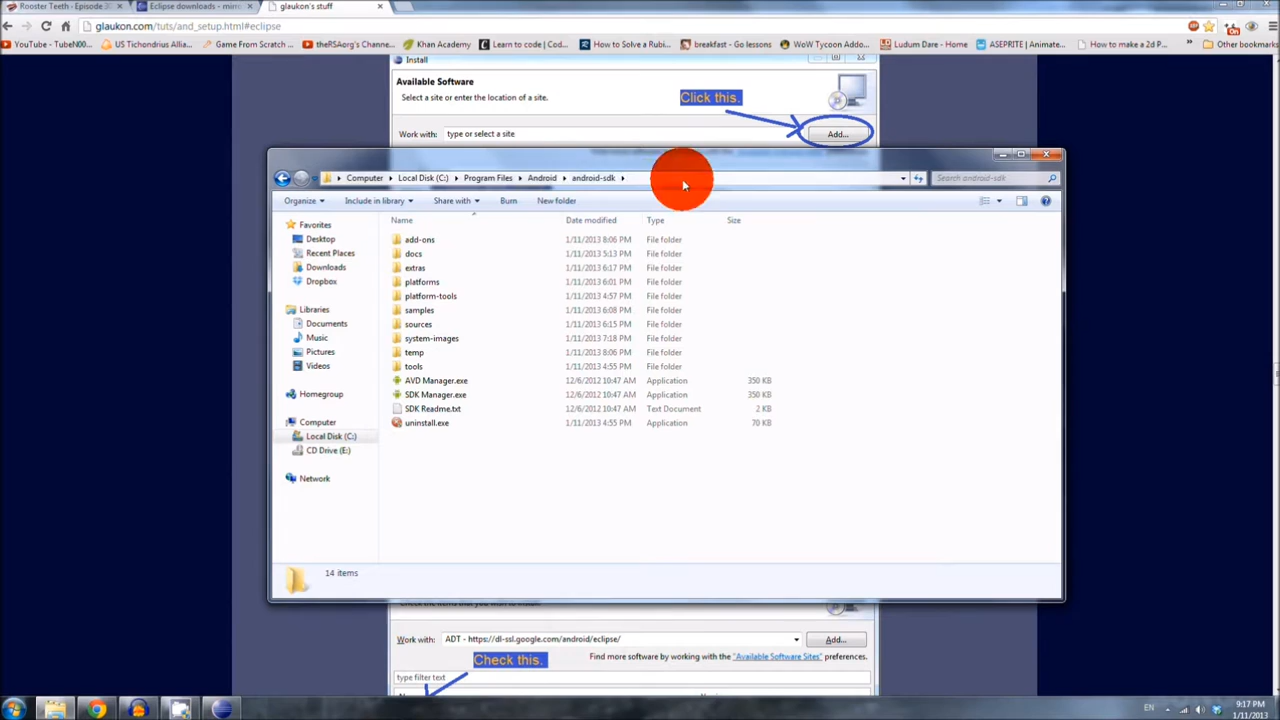 Rooster Teeth - Episode 30
Eclipse downloads - mirro
glaukon's stuff
glaukon.com/tuts/and_setup.html#eclipse
On
YouTube - TubeN00...
US Tichondrius Allia...
Game From Scratch ...
theRSAorg's Channe...
Khan Academy
Learn to code | Cod...
How to Solve a Rubi...
breakfast - Go lessons
WoW Tycoon Addo...
Ludum Dare - Home
ASEPRITE | Animate...
How to make a 2d P...
»
Other bookmarks
Install
Available Software
Select a site or enter the location of a site.
Click this.
Work with:
type or select a site
Add...
Computer
Local Disk (C:)
Program Files
Android
android-sdk
Search android-sdk
Organize
Include in library
Share with
Burn
New folder
Name
Date modified
Type
Size
Favorites
Desktop
Recent Places
Downloads
Dropbox
Libraries
Documents
Music
Pictures
Videos
Homegroup
Computer
Local Disk (C:)
CD Drive (E:)
Network
add-ons 1/11/2013 8:06 PM File folder
docs 1/11/2013 5:13 PM File folder
extras 1/11/2013 6:17 PM File folder
platforms 1/11/2013 6:01 PM File folder
platform-tools 1/11/2013 4:57 PM File folder
samples 1/11/2013 6:08 PM File folder
sources 1/11/2013 6:15 PM File folder
system-images 1/11/2013 7:18 PM File folder
temp 1/11/2013 8:06 PM File folder
tools 1/11/2013 4:55 PM File folder
AVD Manager.exe 12/6/2012 10:47 AM Application 350 KB
SDK Manager.exe 12/6/2012 10:47 AM Application 350 KB
SDK Readme.txt 12/6/2012 10:47 AM Text Document 2 KB
uninstall.exe 1/11/2013 4:55 PM Application 70 KB
14 items
Work with:
ADT - https://dl-ssl.google.com/android/eclipse/
Add...
Check this.
Find more software by working with the "Available Software Sites" preferences.
type filter text
EN
9:17 PM
1/11/2013